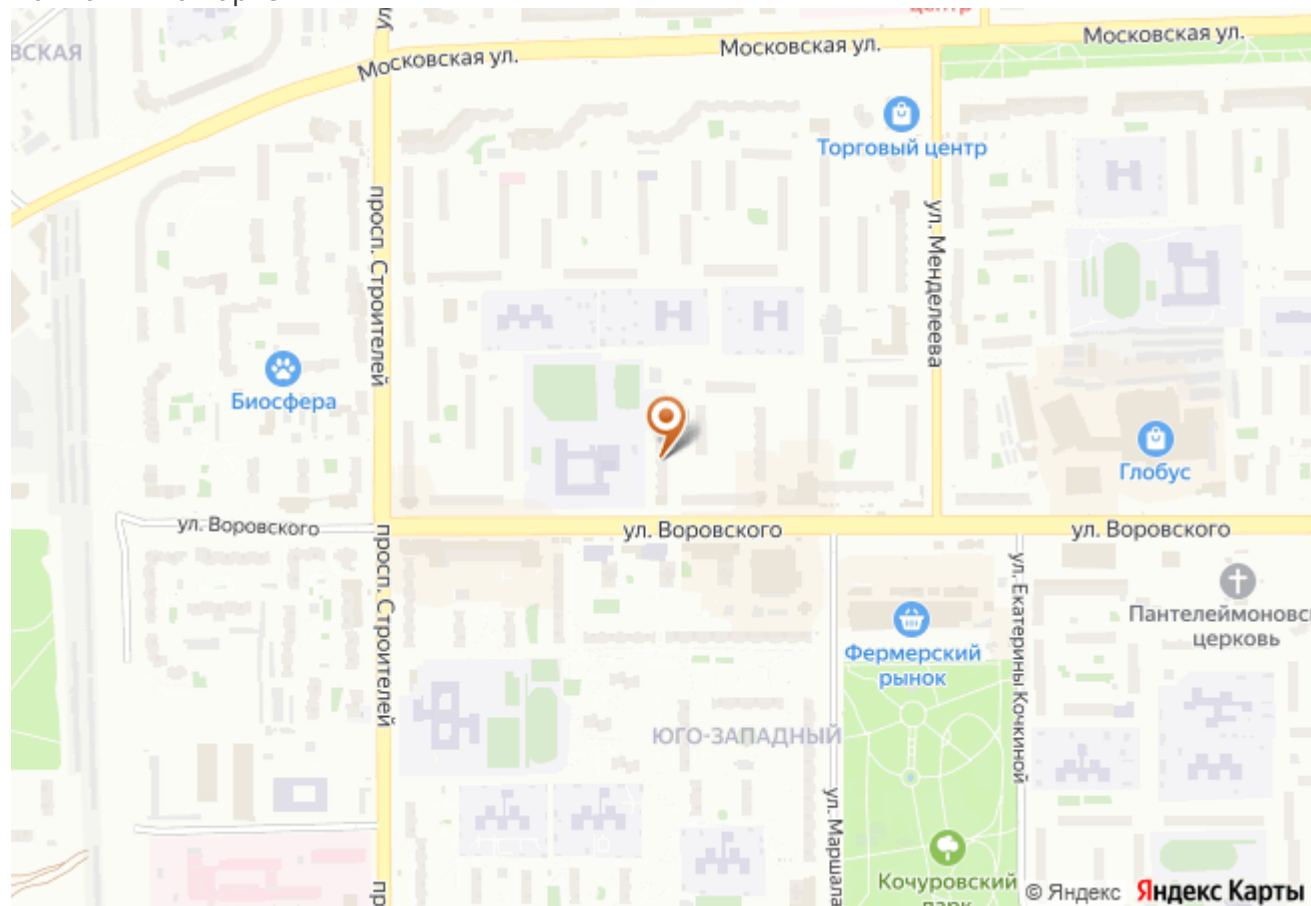 центр
ВСКАЯ
Московская ул.
Московская ул.
Московская ул.
Торговый центр
просп. Строителей
ул. Менделеева
Биосфера
Глобус
ул. Воровского
ул. Воровского
ул. Воровского
просп. Строителей
ул. Екатерины Кочкиной
Пантелеймоновс
церковь
Фермерский
рынок
ЮГО-ЗАПАДНЫЙ
ул. Маршала
Кочуровский
парк
пр
© Яндекс Яндекс Карты